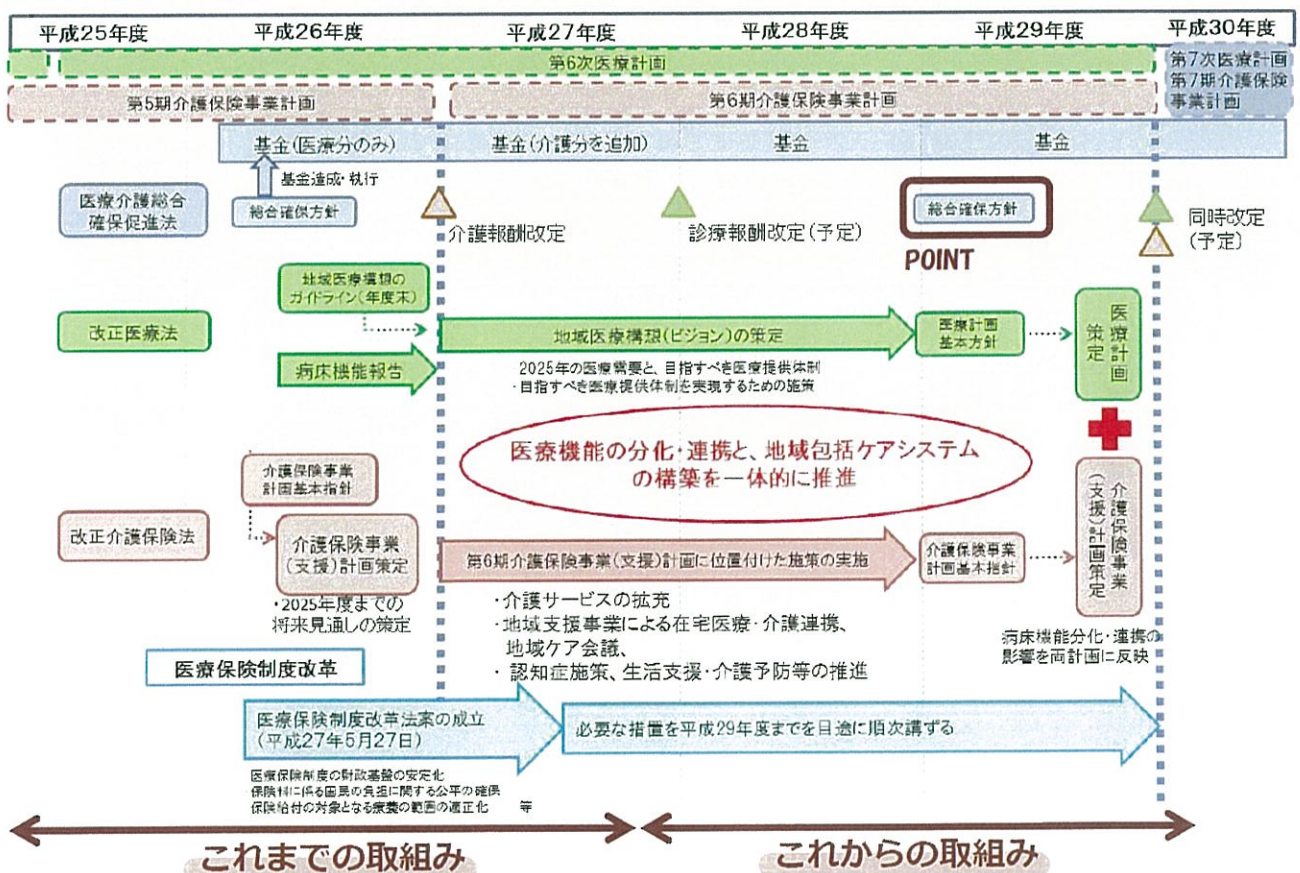 平成25年度
平成26年度
平成27年度
平成28年度
平成29年度
平成30年度
第6次医療計画
第7次医療計画
第7期介護保険
事業計画
第5期介護保険事業計画
第6期介護保険事業計画
基金(医療分のみ)
基金(介護分を追加)
基金
基金
基金造成・執行
医療介護総合
確保促進法
総合確保方針
介護報酬改定
診療報酬改定(予定)
総合確保方針
POINT
同時改定
(予定)
地域医療構想の
ガイドライン(年度末)
改正医療法
病床機能報告
地域医療構想(ビジョン)の策定
医療計画
基本方針
医療計画
策定
2025年の医療需要と、目指すべき医療提供体制
・目指すべき医療提供体制を実現するための施策
医療機能の分化・連携と、地域包括ケアシステム
の構築を一体的に推進
介護保険事業
計画基本指針
改正介護保険法
介護保険事業
(支援)計画策定
第6期介護保険事業(支援)計画に位置付けた施策の実施
介護保険事業
計画基本指針
介護保険事業
(支援)計画策定
・2025年度までの
将来見通しの策定
・介護サービスの拡充
・地域支援事業による在宅医療・介護連携、
地域ケア会議、
・認知症施策、生活支援・介護予防等の推進
病床機能分化・連携の
影響を両計画に反映
医療保険制度改革
医療保険制度改革法案の成立
(平成27年5月27日)
必要な措置を平成29年度までを目途に順次講ずる
医療保険制度の財政基盤の安定化
保険料に係る国民の負担に関する公平の確保
保険給付の対象となる療養の範囲の適正化 等
これまでの取組み
これからの取組み